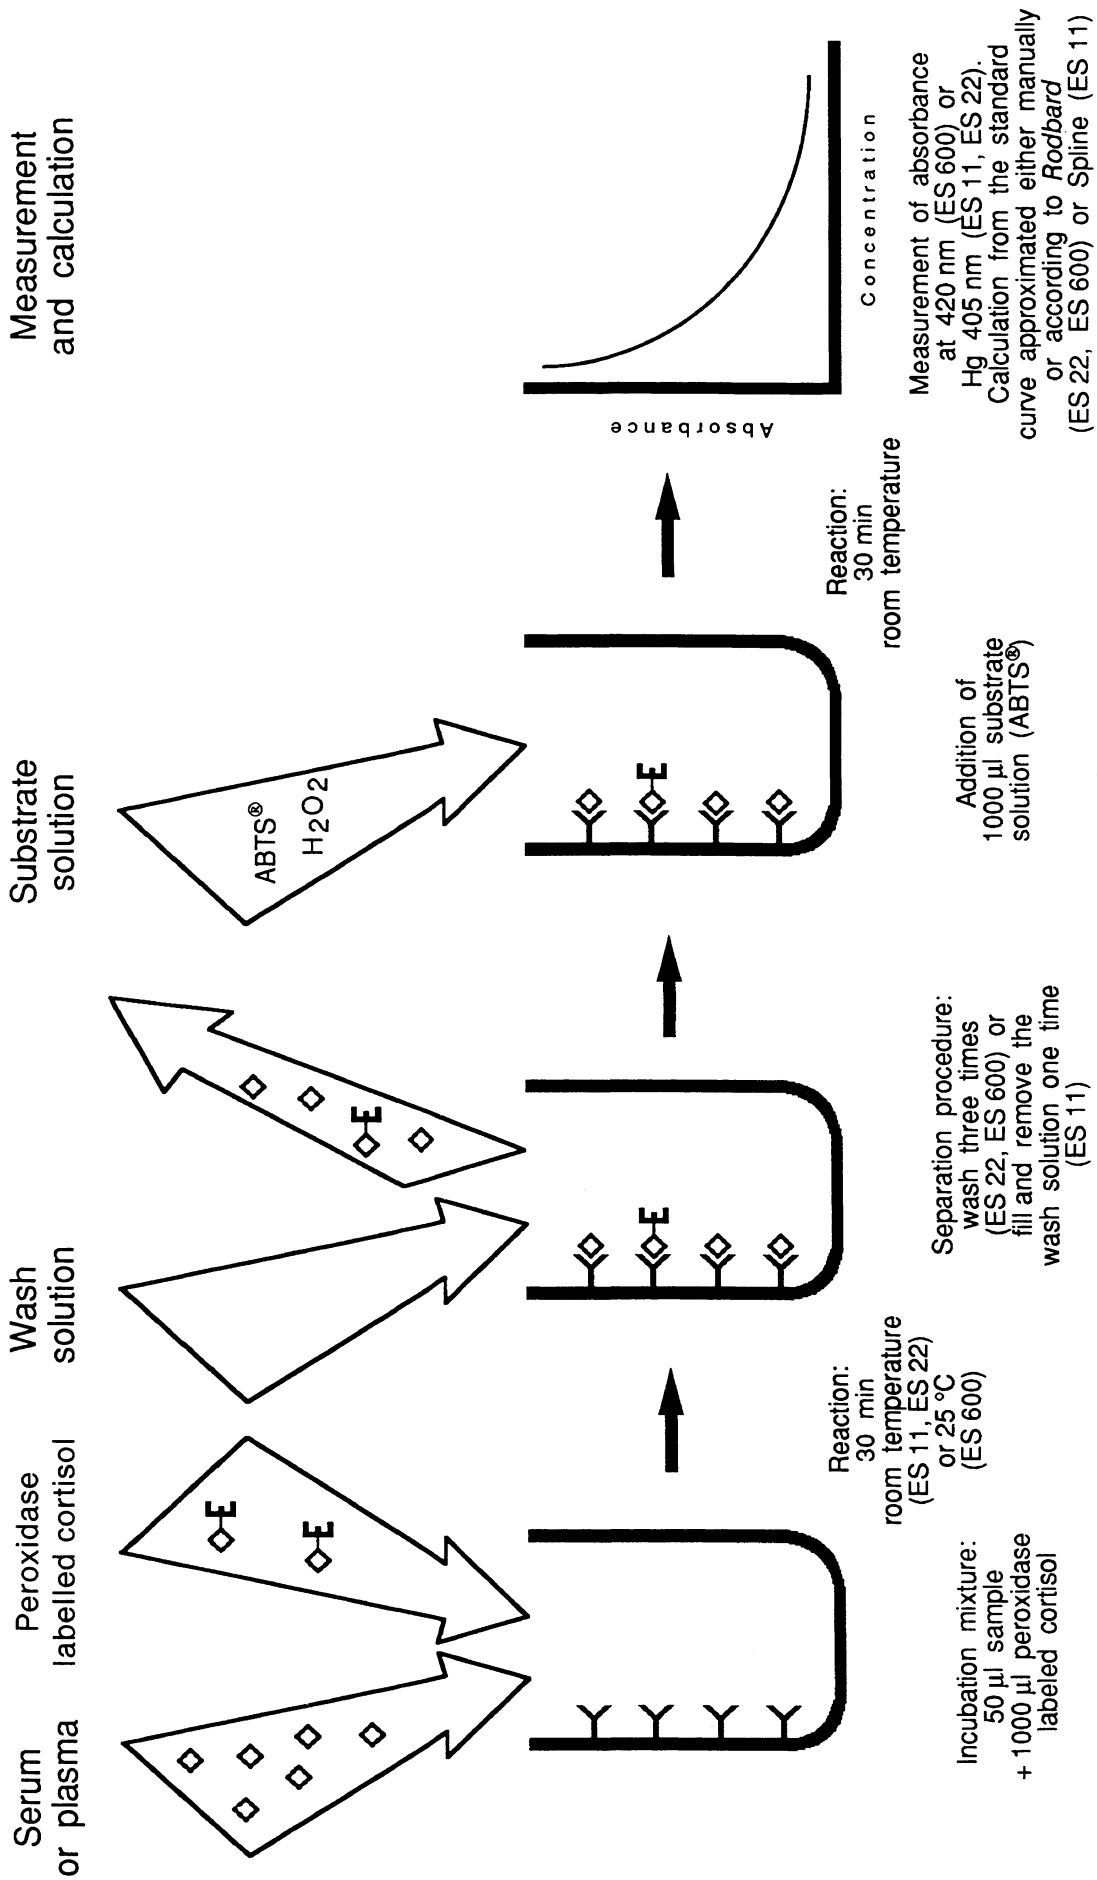 Serum
or plasma
Peroxidase
labelled cortisol
Wash
solution
Substrate
solution
Measurement
and calculation
E
E
E
ABTS®
H2O2
E
E
Absorbance
Concentration
Incubation mixture:
50 µl sample
+ 1000 µl peroxidase
labeled cortisol
Reaction:
30 min
room temperature
(ES 11, ES 22)
or 25 °C
(ES 600)
Separation procedure:
wash three times
(ES 22, ES 600) or
fill and remove the
wash solution one time
(ES 11)
Addition of
1000 µl substrate
solution (ABTS®)
Reaction:
30 min
room temperature
Measurement of absorbance
at 420 nm (ES 600) or
Hg 405 nm (ES 11, ES 22).
Calculation from the standard
curve approximated either manually
or according to Rodbard
(ES 22, ES 600) or Spline (ES 11)